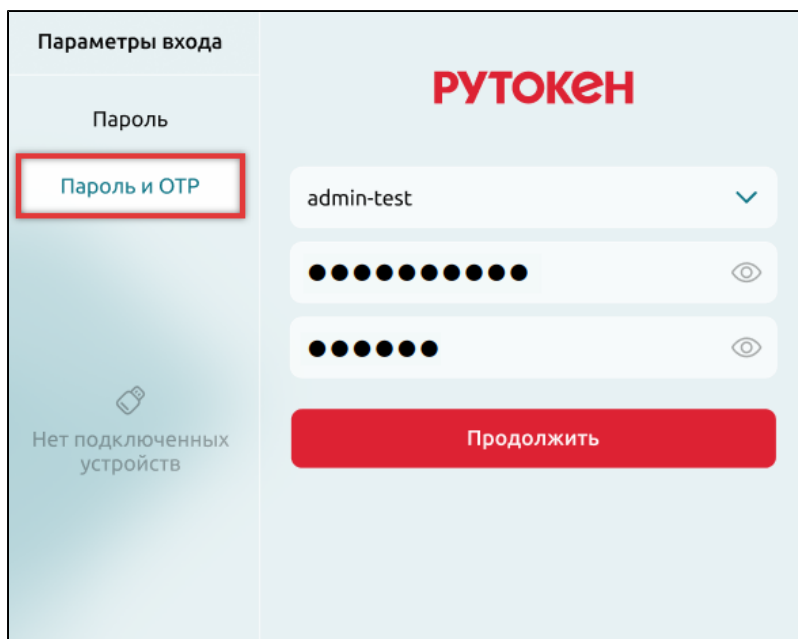 Параметры входа
Пароль
Пароль и OTP
Нет подключенных
устройств
РУТОКЕН
admin-test
●●●●●●●●●●
●●●●●●
Продолжить